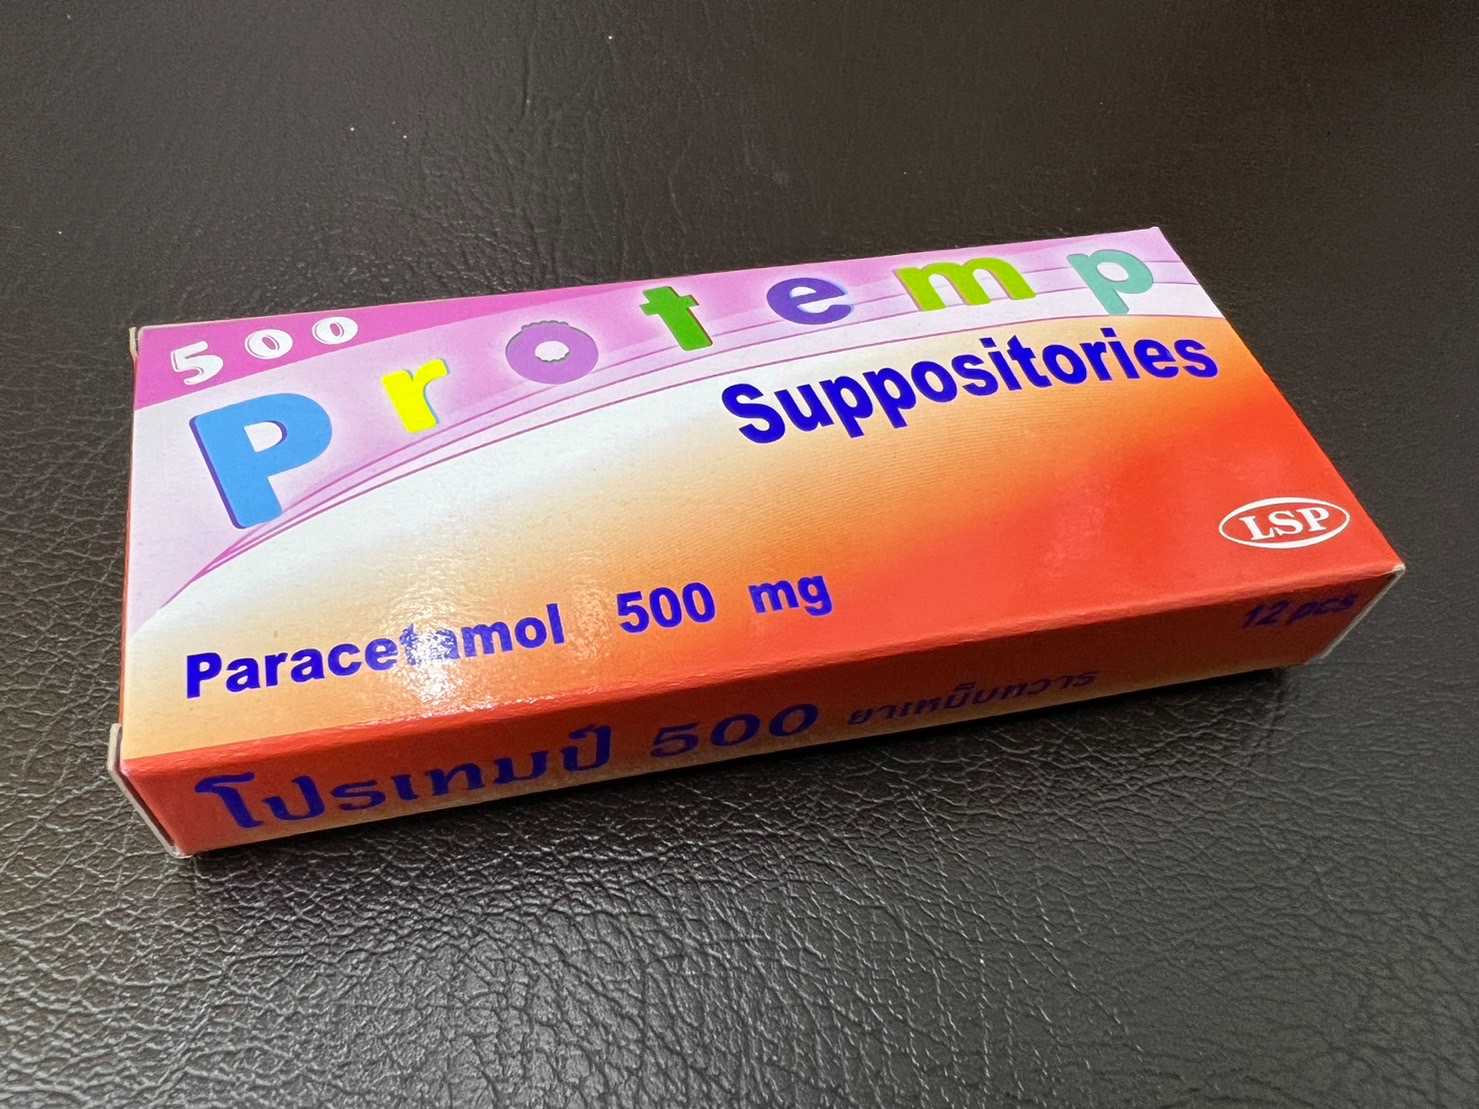 500
Protemp
Suppositories
LSP
Paracetamol 500 mg
12 pcs
โปรเทมป์ 500 ยาเหน็บทวาร